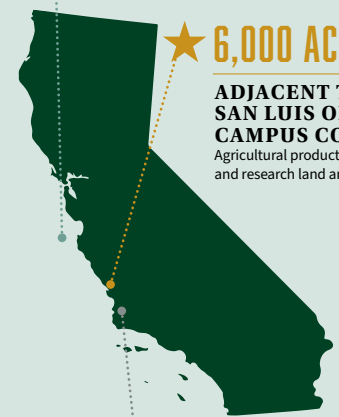 6,000 AC
ADJACENT T
SAN LUIS O
CAMPUS CO
Agricultural product
and research land a